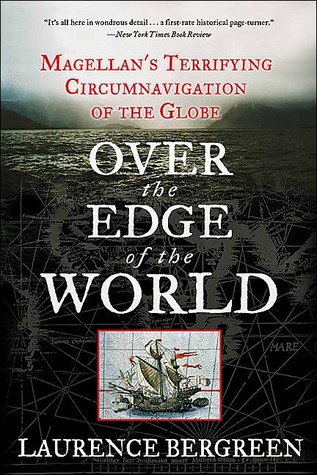 "It's all here in wondrous detail . . . a first-rate historical page-turner."
—New York Times Book Review
MAGELLAN'S TERRIFYING
CIRCUMNAVIGATION
OF THE GLOBE
OVER
the
EDGE
of the
WORLD
MARE
LAURENCE BERGREEN